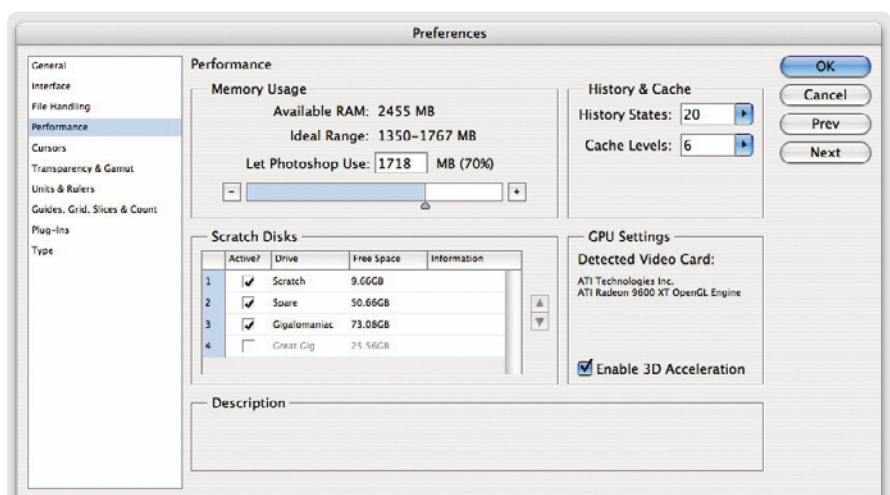 Preferences
General
Interface
File Handling
Performance
Cursors
Transparency & Gamut
Units & Rulers
Guides, Grid, Slices & Count
Plug-Ins
Type
Performance
Memory Usage
Available RAM: 2455 MB
Ideal Range: 1350-1767 MB
Let Photoshop Use: 1718 MB (70%)
- +
History & Cache
History States: 20
Cache Levels: 6
OK
Cancel
Prev
Next
Scratch Disks
Active? Drive Free Space Information
1 Scratch 9.66GB
2 Spare 50.66GB
3 Gigalomaniac 73.08GB
4 Great Gig 25.56GB
GPU Settings
Detected Video Card:
ATI Technologies Inc.
ATI Radeon 9600 XT OpenGL Engine
Enable 3D Acceleration
Description